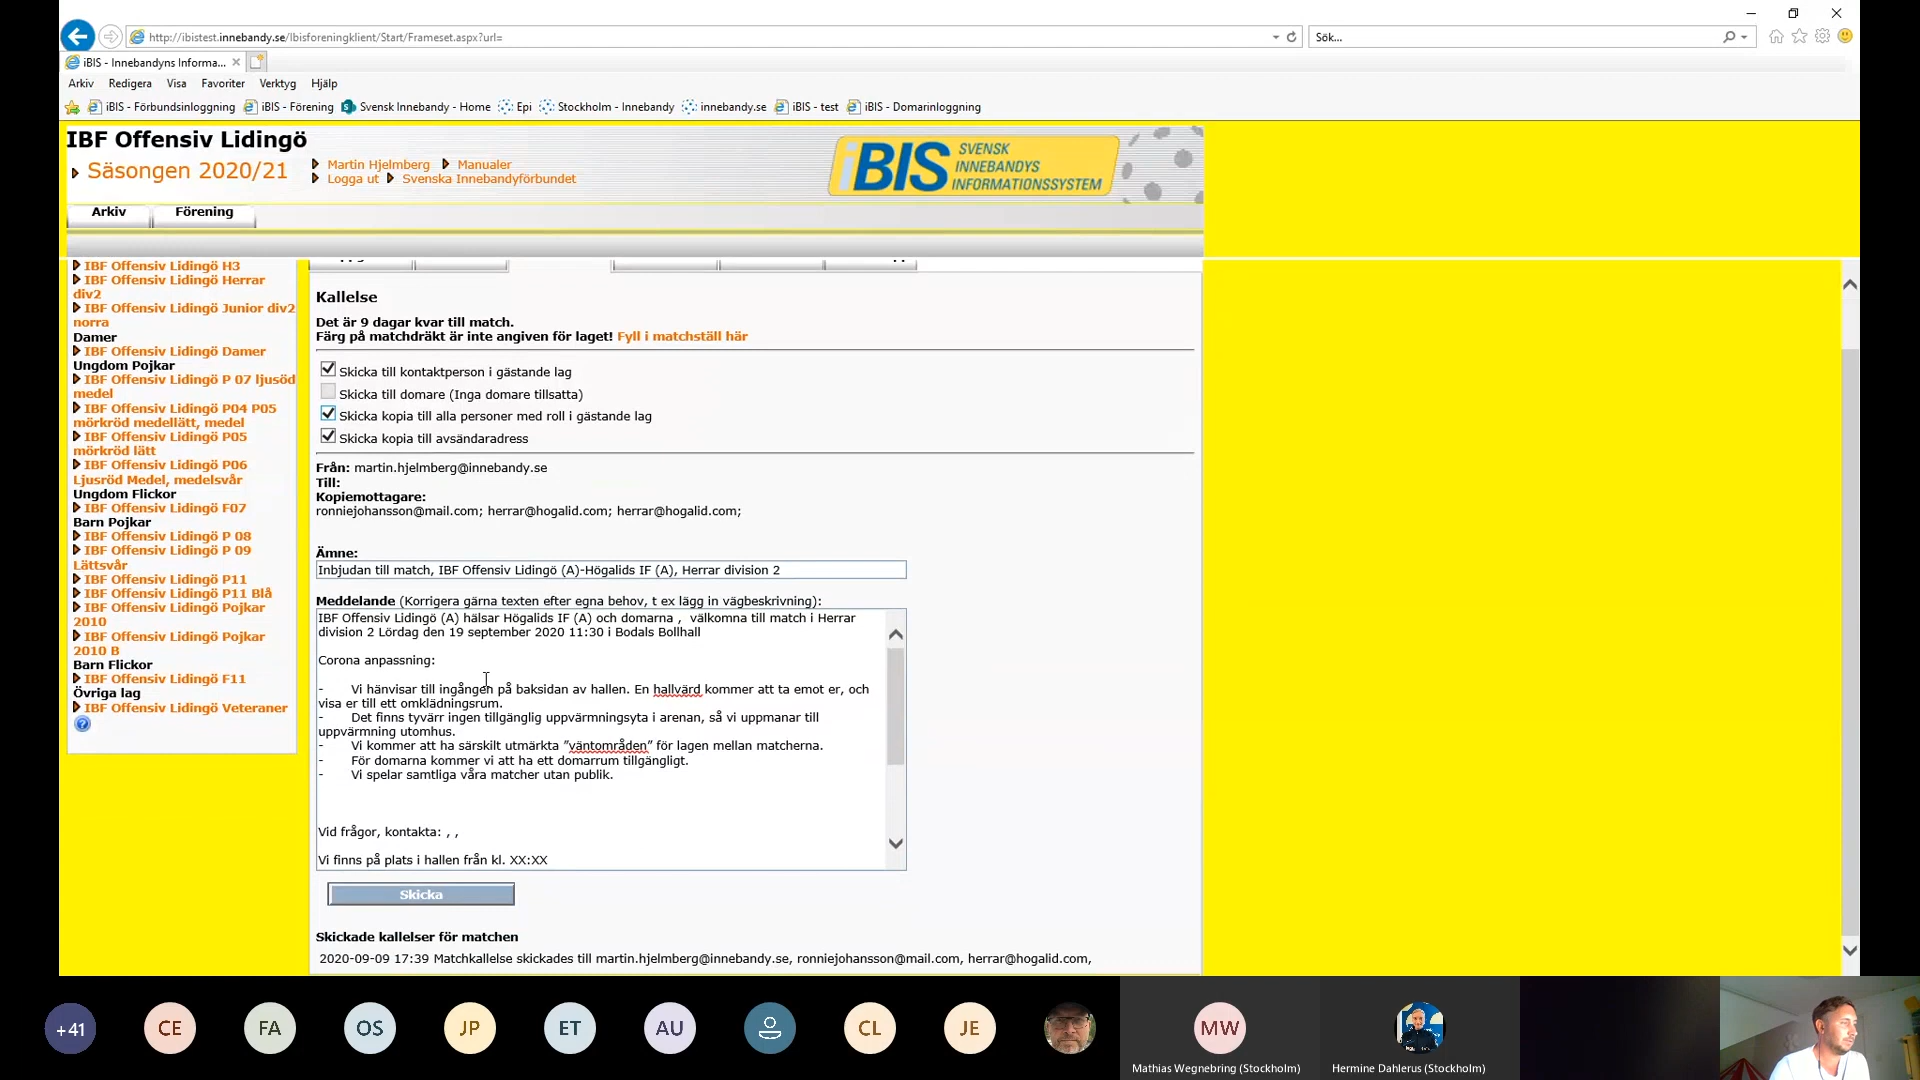 http://ibistest.innebandy.se/Ibisforeningklient/Start/Frameset.aspx?url=
Sök...
iBIS - Innebandyns Informa...
Arkiv Redigera Visa Favoriter Verktyg Hjälp
iBIS - Förbundsinloggning iBIS - Förening Svensk Innebandy - Home Epi Stockholm - Innebandy innebandy.se iBIS - test iBIS - Domarinloggning
IBF Offensiv Lidingö
Säsongen 2020/21
Martin Hjelmberg Manualer
Logga ut Svenska Innebandyförbundet
iBIS SVENSK
INNEBANDYS
INFORMATIONSSYSTEM
Arkiv Förening
IBF Offensiv Lidingö H3
IBF Offensiv Lidingö Herrar
div2
IBF Offensiv Lidingö Junior div2
norra
Damer
IBF Offensiv Lidingö Damer
Ungdom Pojkar
IBF Offensiv Lidingö P 07 ljusöd
medel
IBF Offensiv Lidingö P04 P05
mörkröd medellätt, medel
IBF Offensiv Lidingö P05
mörkröd lätt
IBF Offensiv Lidingö P06
Ljusröd Medel, medelsvår
Ungdom Flickor
IBF Offensiv Lidingö F07
Barn Pojkar
IBF Offensiv Lidingö P 08
IBF Offensiv Lidingö P 09
Lättsvår
IBF Offensiv Lidingö P11
IBF Offensiv Lidingö P11 Blå
IBF Offensiv Lidingö Pojkar
2010
IBF Offensiv Lidingö Pojkar
2010 B
Barn Flickor
IBF Offensiv Lidingö F11
Övriga lag
IBF Offensiv Lidingö Veteraner
Kallelse
Det är 9 dagar kvar till match.
Färg på matchdräkt är inte angiven för laget! Fyll i matchställ här
Skicka till kontaktperson i gästande lag
Skicka till domare (Inga domare tillsatta)
Skicka kopia till alla personer med roll i gästande lag
Skicka kopia till avsändaradress
Från: martin.hjelmberg@innebandy.se
Till:
Kopiemottagare:
ronniejohansson@mail.com; herrar@hogalid.com; herrar@hogalid.com;
Ämne:
Inbjudan till match, IBF Offensiv Lidingö (A)-Högalids IF (A), Herrar division 2
Meddelande (Korrigera gärna texten efter egna behov, t ex lägg in vägbeskrivning):
IBF Offensiv Lidingö (A) hälsar Högalids IF (A) och domarna , välkomna till match i Herrar
division 2 Lördag den 19 september 2020 11:30 i Bodals Bollhall
Corona anpassning:
- Vi hänvisar till ingången på baksidan av hallen. En hallvärd kommer att ta emot er, och
visa er till ett omklädningsrum.
- Det finns tyvärr ingen tillgänglig uppvärmningsyta i arenan, så vi uppmanar till
uppvärmning utomhus.
- Vi kommer att ha särskilt utmärkta ”väntområden” för lagen mellan matcherna.
- För domarna kommer vi att ha ett domarrum tillgängligt.
- Vi spelar samtliga våra matcher utan publik.
Vid frågor, kontakta: , ,
Vi finns på plats i hallen från kl. XX:XX
Skicka
Skickade kallelser för matchen
2020-09-09 17:39 Matchkallelse skickades till martin.hjelmberg@innebandy.se, ronniejohansson@mail.com, herrar@hogalid.com,
+41 CE FA OS JP ET AU CL JE MW
Mathias Wegnebring (Stockholm) Hermine Dahlerus (Stockholm)